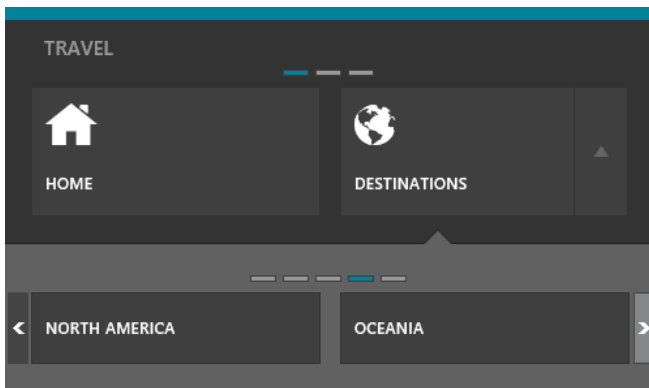 TRAVEL
HOME
DESTINATIONS
NORTH AMERICA
OCEANIA